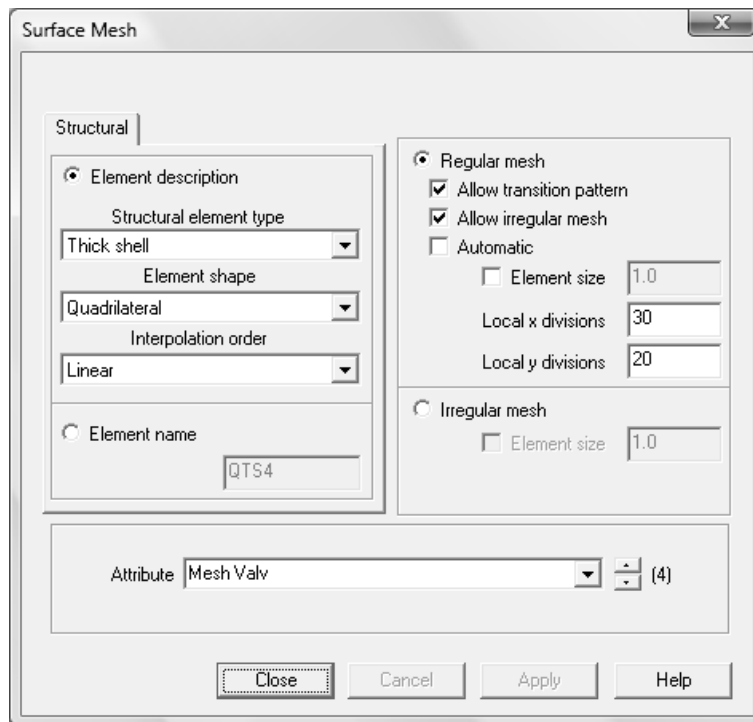 Surface Mesh
Structural
Element description
Structural element type
Thick shell
Element shape
Quadrilateral
Interpolation order
Linear
Element name
QTS4
Regular mesh
Allow transition pattern
Allow irregular mesh
Automatic
Element size 1.0
Local x divisions 30
Local y divisions 20
Irregular mesh
Element size 1.0
Attribute Mesh Valv (4)
Close Cancel Apply Help